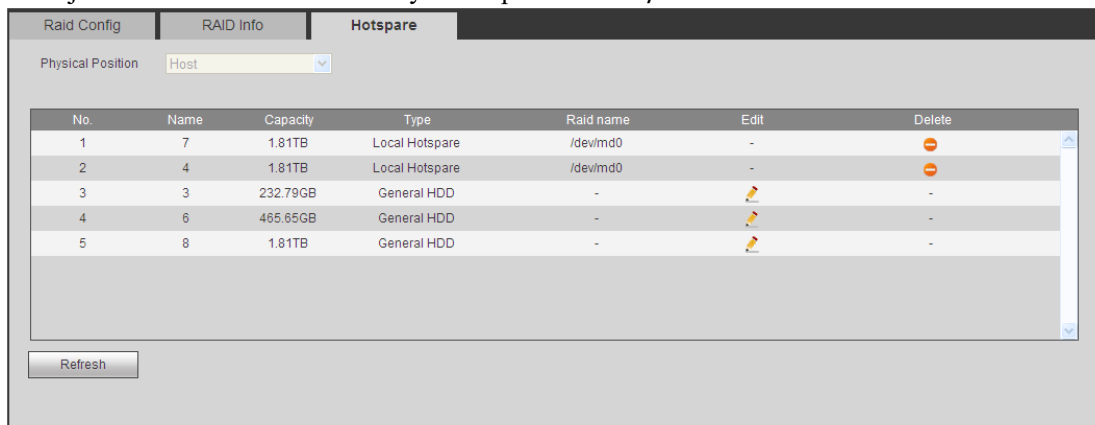 Raid Config RAID Info Hotspare
Physical Position Host
No. Name Capacity Type Raid name Edit Delete
1 7 1.81TB Local Hotspare /dev/md0 -
2 4 1.81TB Local Hotspare /dev/md0 -
3 3 232.79GB General HDD - -
4 6 465.65GB General HDD - -
5 8 1.81TB General HDD - -
Refresh